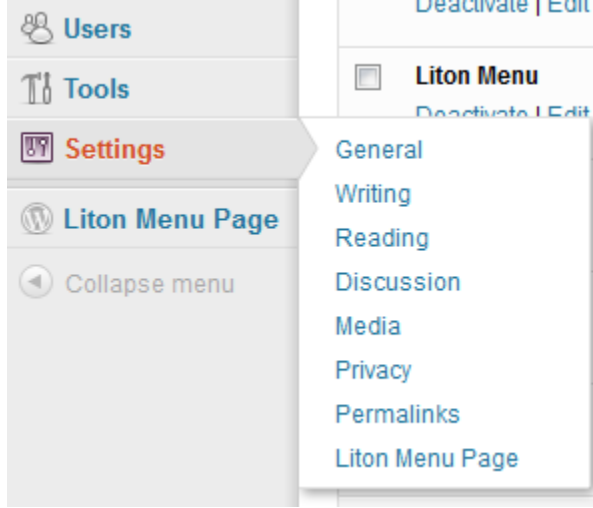 Users
Tools
Settings
Liton Menu Page
Collapse menu
Deactivate | Edit
Liton Menu
Deactivate | Edit
General
Writing
Reading
Discussion
Media
Privacy
Permalinks
Liton Menu Page